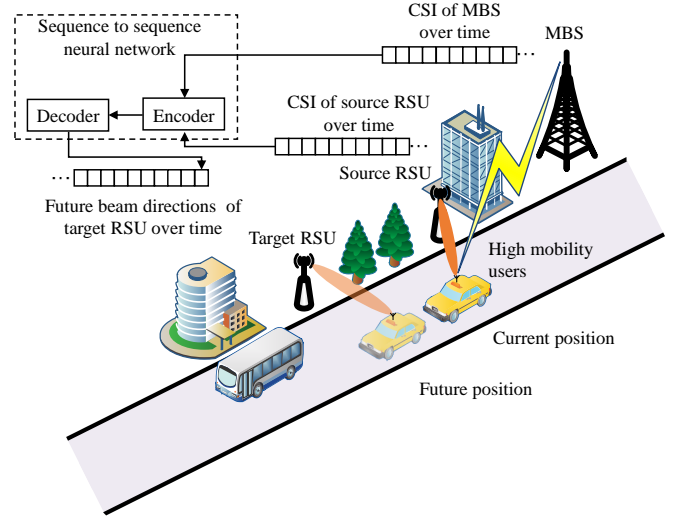 Sequence to sequence
neural network
CSI of MBS
over time
MBS
Decoder
Encoder
CSI of source RSU
over time
Source RSU
Future beam directions of
target RSU over time
Target RSU
High mobility
users
Current position
Future position